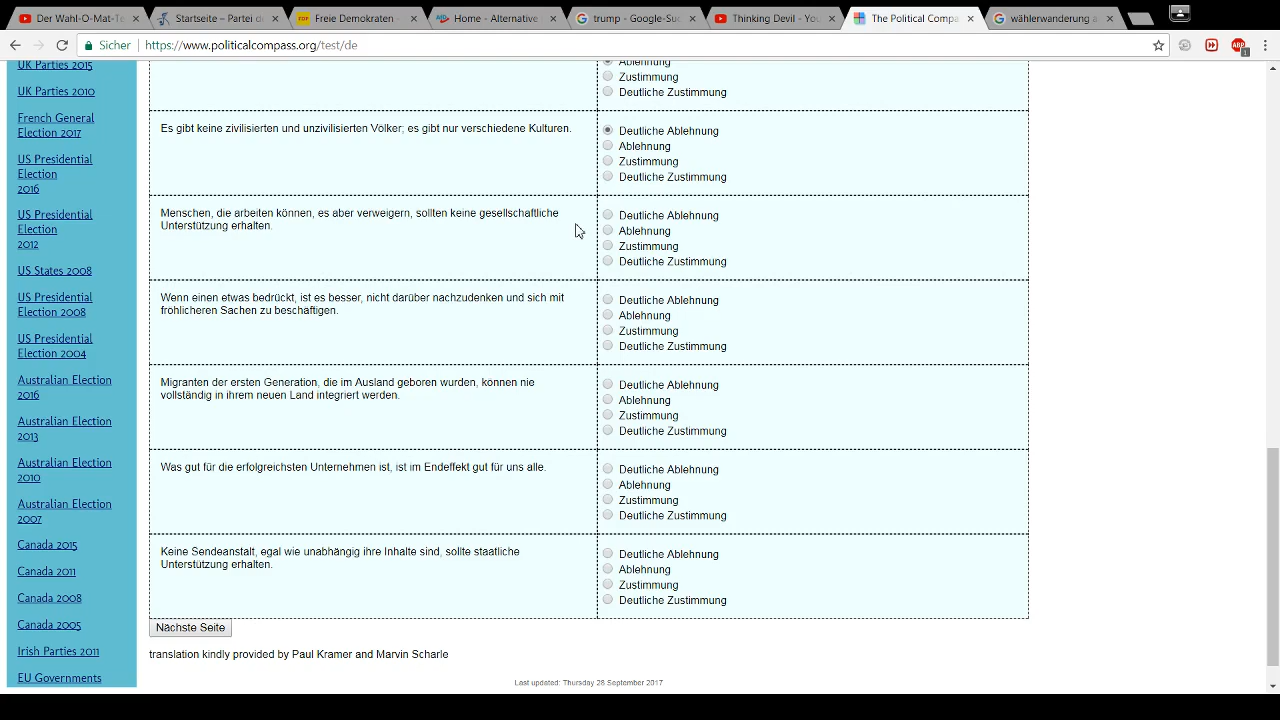 Der Wahl-O-Mat-Te
Startseite – Partei de
Freie Demokraten -
Home - Alternative
trump - Google-Suc
Thinking Devil - You
The Political Compa
wählerwanderung a
Sicher https://www.politicalcompass.org/test/de
UK Parties 2015
UK Parties 2010
French General
Election 2017
US Presidential
Election
2016
US Presidential
Election
2012
US States 2008
US Presidential
Election 2008
US Presidential
Election 2004
Australian Election
2016
Australian Election
2013
Australian Election
2010
Australian Election
2007
Canada 2015
Canada 2011
Canada 2008
Canada 2005
Irish Parties 2011
EU Governments
Ablehnung
Zustimmung
Deutliche Zustimmung
Es gibt keine zivilisierten und unzivilisierten Völker; es gibt nur verschiedene Kulturen.
Deutliche Ablehnung
Ablehnung
Zustimmung
Deutliche Zustimmung
Menschen, die arbeiten können, es aber verweigern, sollten keine gesellschaftliche
Unterstützung erhalten.
Deutliche Ablehnung
Ablehnung
Zustimmung
Deutliche Zustimmung
Wenn einen etwas bedrückt, ist es besser, nicht darüber nachzudenken und sich mit
fröhlicheren Sachen zu beschäftigen.
Deutliche Ablehnung
Ablehnung
Zustimmung
Deutliche Zustimmung
Migranten der ersten Generation, die im Ausland geboren wurden, können nie
vollständig in ihrem neuen Land integriert werden.
Deutliche Ablehnung
Ablehnung
Zustimmung
Deutliche Zustimmung
Was gut für die erfolgreichsten Unternehmen ist, ist im Endeffekt gut für uns alle.
Deutliche Ablehnung
Ablehnung
Zustimmung
Deutliche Zustimmung
Keine Sendeanstalt, egal wie unabhängig ihre Inhalte sind, sollte staatliche
Unterstützung erhalten.
Deutliche Ablehnung
Ablehnung
Zustimmung
Deutliche Zustimmung
Nächste Seite
translation kindly provided by Paul Kramer and Marvin Scharle
Last updated: Thursday 28 September 2017